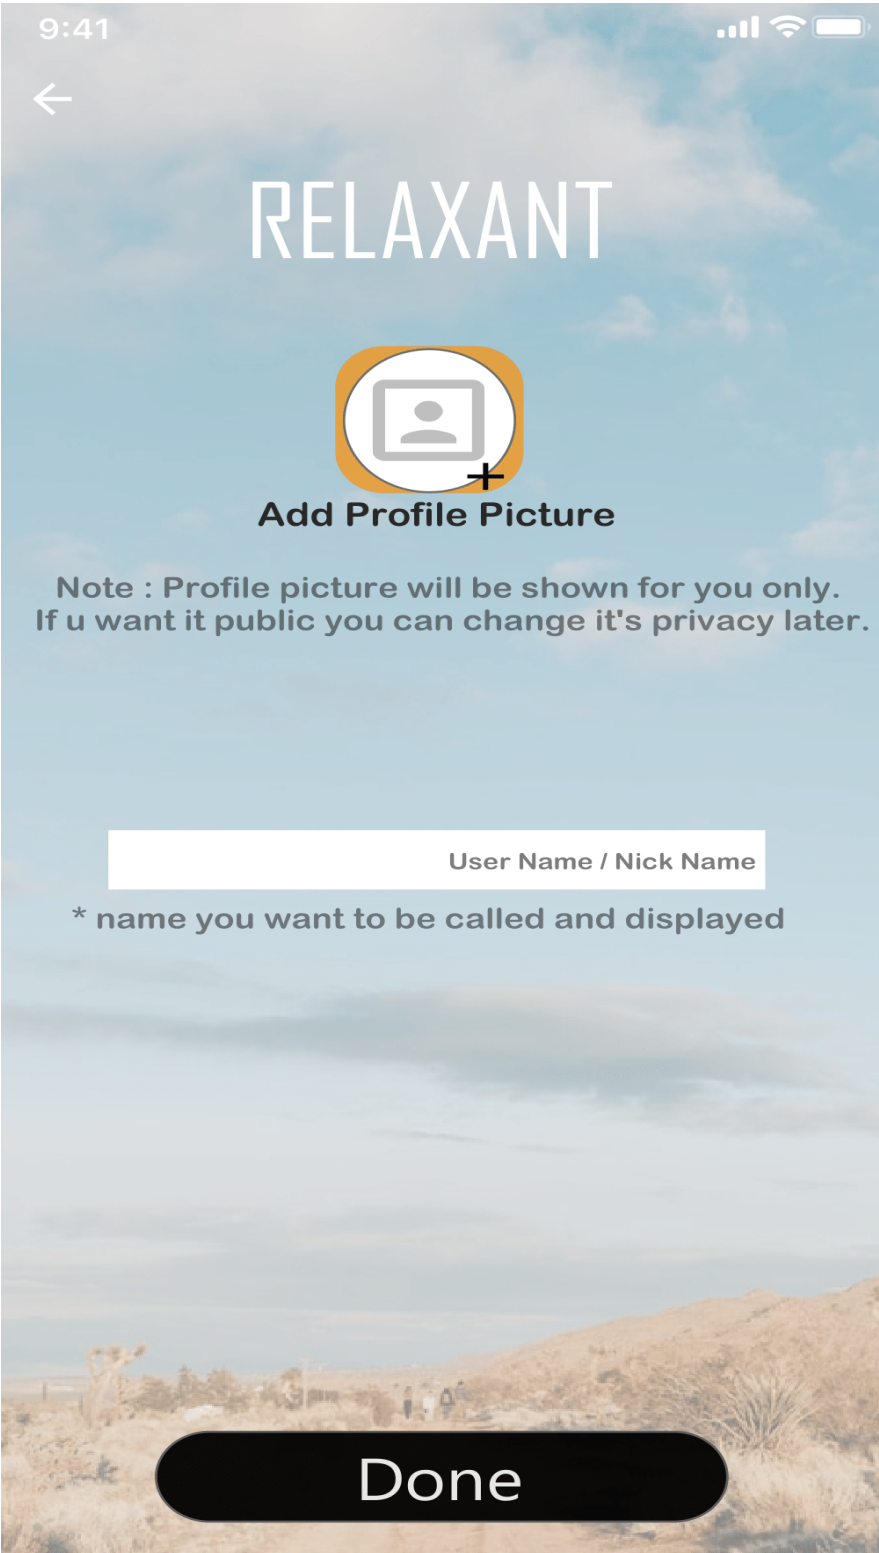 9:41
RELAXANT
Add Profile Picture
Note : Profile picture will be shown for you only.
If u want it public you can change it's privacy later.
User Name / Nick Name
* name you want to be called and displayed
Done